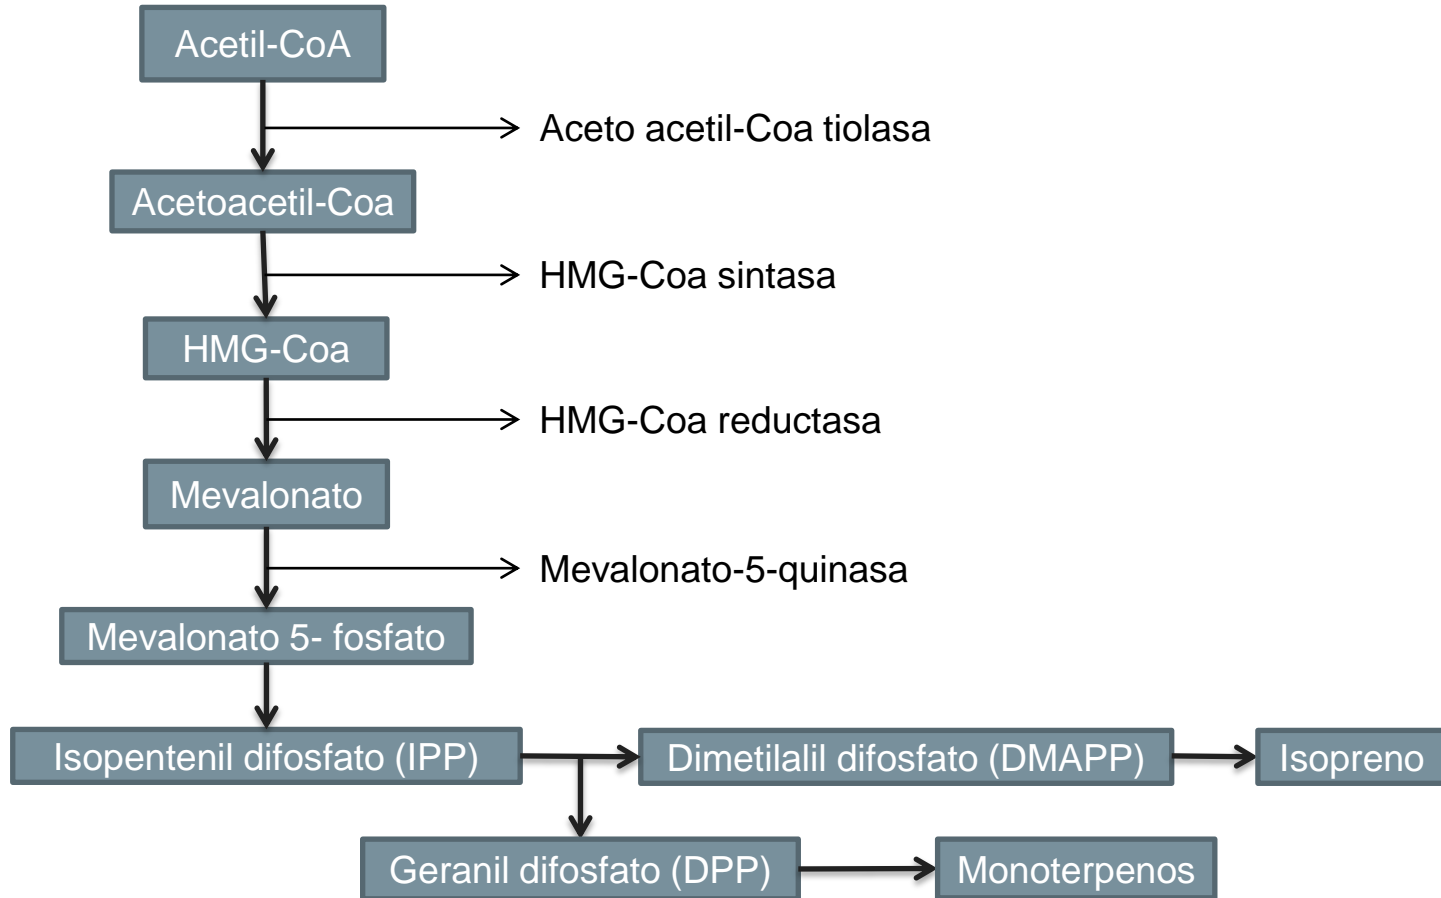 Acetil-CoA
Aceto acetil-Coa tiolasa
Acetoacetil-Coa
HMG-Coa sintasa
HMG-Coa
HMG-Coa reductasa
Mevalonato
Mevalonato-5-quinasa
Mevalonato 5- fosfato
Isopentenil difosfato (IPP)
Dimetilalil difosfato (DMAPP)
Isopreno
Geranil difosfato (DPP)
Monoterpenos